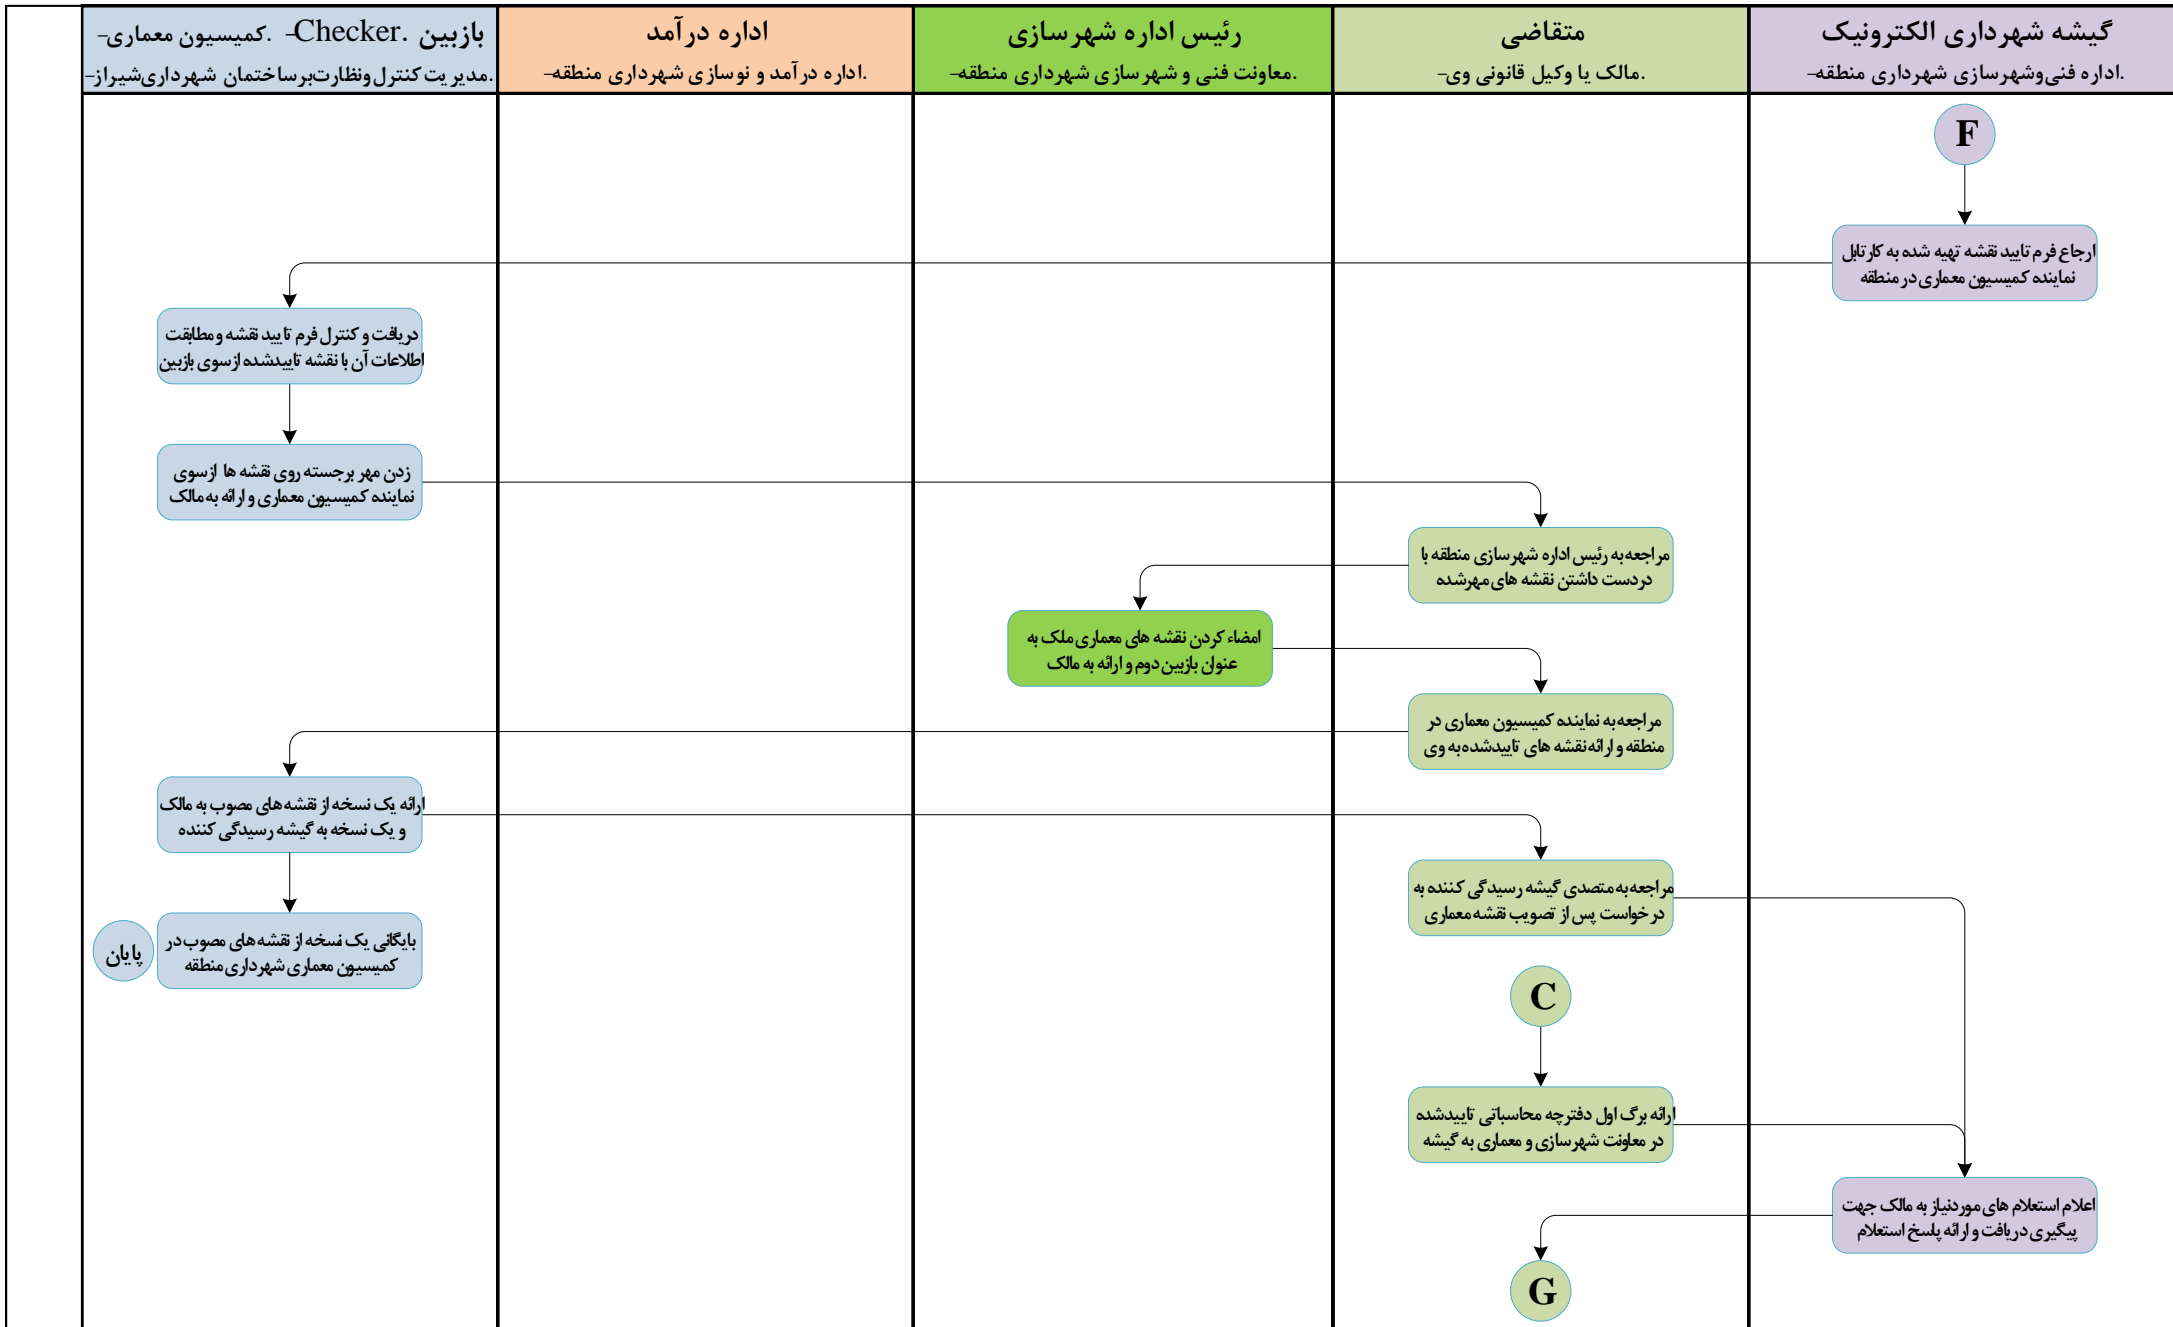 گیشه شهرداری الکترونیک
اداره فنی‌وشهرسازی شهرداری منطقه-.
متقاضی
مالک یا وکیل قانونی وی-.
رئیس اداره شهرسازی
معاونت فنی و شهرسازی شهرداری منطقه-.
اداره درآمد
اداره درآمد و نوسازی شهرداری منطقه-.
بازبین .Checker- .کمیسیون معماری-
مدیریت‌کنترل‌ونظارت‌برساختمان شهرداری‌شیراز-.
F
ارجاع فرم تایید نقشه تهیه شده به کارتابل
نماینده کمیسیون معماری در منطقه
دریافت و کنترل فرم تایید نقشه و مطابقت
اطلاعات آن با نقشه تاییدشده ازسوی بازبین
زدن مهر برجسته روی نقشه ها ازسوی
نماینده کمیسیون معماری و ارائه به مالک
مراجعه به رئیس اداره شهرسازی منطقه با
دردست داشتن نقشه های مهرشده
امضاء کردن نقشه های معماری ملک به
عنوان بازبین دوم و ارائه به مالک
مراجعه به نماینده کمیسیون معماری در
منطقه و ارائه نقشه های تاییدشده به وی
ارائه یک نسخه از نقشه های مصوب به مالک
و یک نسخه به گیشه رسیدگی کننده
مراجعه به متصدی گیشه رسیدگی کننده به
درخواست پس از تصویب نقشه معماری
بایگانی یک نسخه از نقشه های مصوب در
کمیسیون معماری شهرداری منطقه
پایان
C
ارائه برگ اول دفترچه محاسباتی تاییدشده
در معاونت شهرسازی و معماری به گیشه
اعلام استعلام های موردنیاز به مالک جهت
پیگیری دریافت و ارائه پاسخ استعلام
G